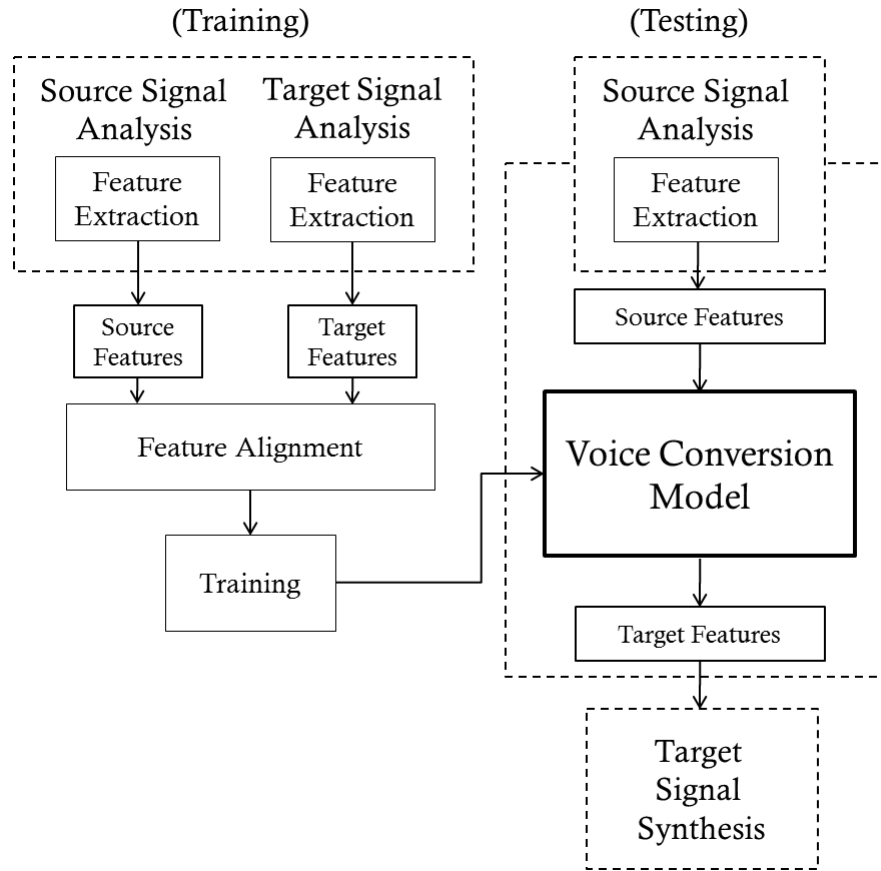 (Training)
Source Signal
Analysis
Target Signal
Analysis
Feature
Extraction
Feature
Extraction
Source
Features
Target
Features
Feature Alignment
Training
(Testing)
Source Signal
Analysis
Feature
Extraction
Source Features
Voice Conversion
Model
Target Features
Target
Signal
Synthesis